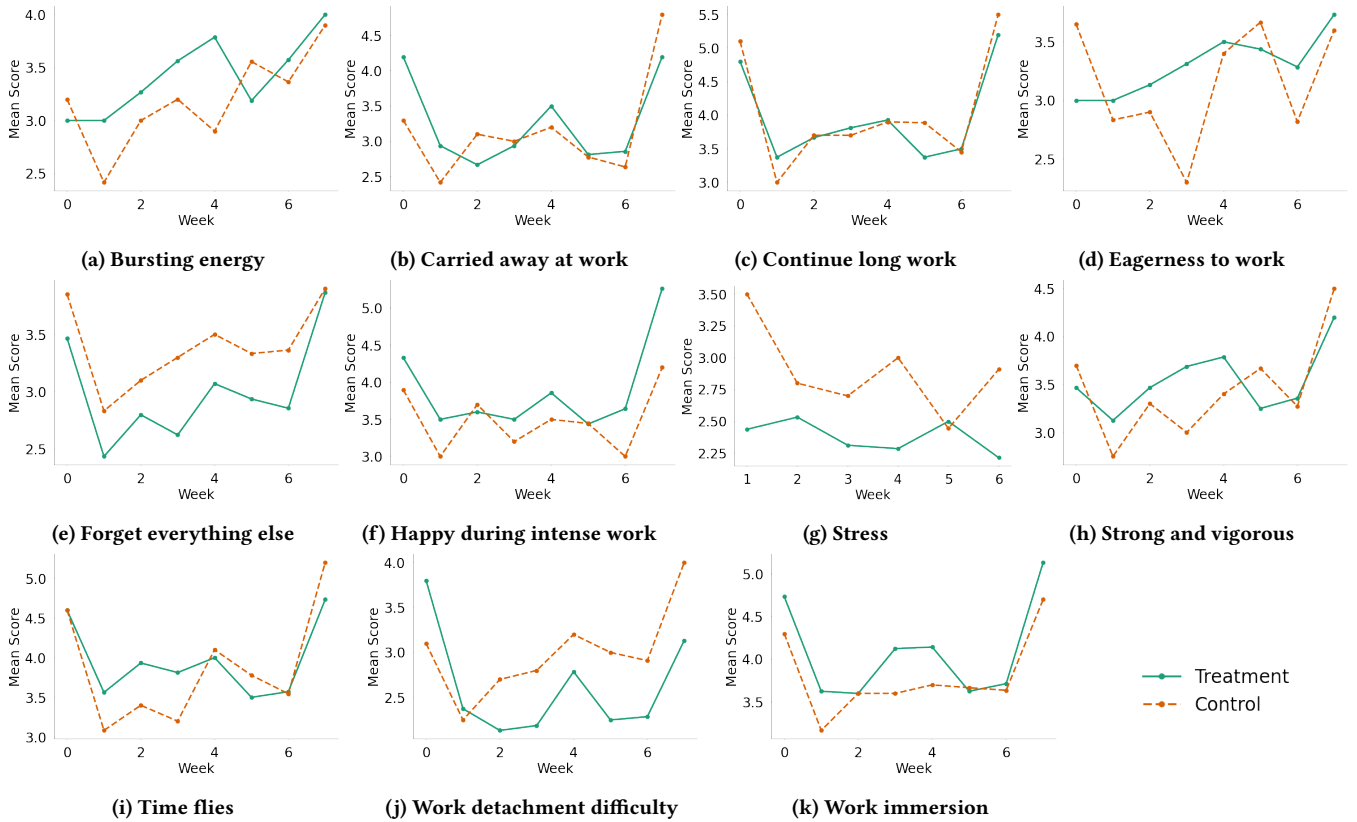 4.0
3.5
3.0
2.5
Mean Score
0 2 4 6
Week
(a) Bursting energy
4.5
4.0
3.5
3.0
2.5
Mean Score
0 2 4 6
Week
(b) Carried away at work
5.5
5.0
4.5
4.0
3.5
3.0
Mean Score
0 2 4 6
Week
(c) Continue long work
3.5
3.0
2.5
Mean Score
0 2 4 6
Week
(d) Eagerness to work
3.5
3.0
2.5
Mean Score
0 2 4 6
Week
(e) Forget everything else
5.0
4.5
4.0
3.5
3.0
Mean Score
0 2 4 6
Week
(f) Happy during intense work
3.50
3.25
3.00
2.75
2.50
2.25
Mean Score
1 2 3 4 5 6
Week
(g) Stress
4.5
4.0
3.5
3.0
Mean Score
0 2 4 6
Week
(h) Strong and vigorous
5.0
4.5
4.0
3.5
3.0
Mean Score
0 2 4 6
Week
(i) Time flies
4.0
3.5
3.0
2.5
Mean Score
0 2 4 6
Week
(j) Work detachment difficulty
5.0
4.5
4.0
3.5
Mean Score
0 2 4 6
Week
(k) Work immersion
Treatment
Control